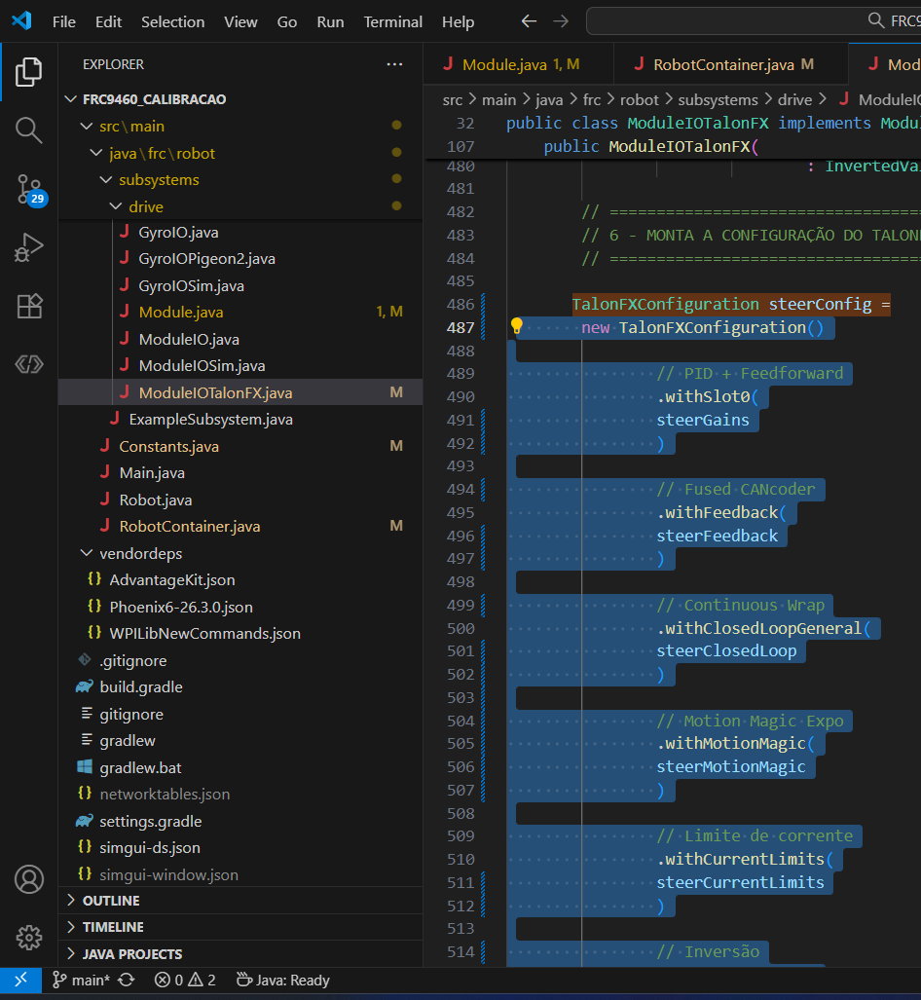 File Edit Selection View Go Run Terminal Help FRC9
EXPLORER ...
FRC9460_CALIBRACAO
src\main
java\frc\robot
subsystems
drive
GyroIO.java
GyroIOPigeon2.java
GyroIOSim.java
Module.java 1, M
ModuleIO.java
ModuleIOSim.java
ModuleIOTalonFX.java M
ExampleSubsystem.java
Constants.java M
Main.java
Robot.java
RobotContainer.java M
vendordeps
{} AdvantageKit.json
{} Phoenix6-26.3.0.json
{} WPILibNewCommands.json
.gitignore
build.gradle
gitignore
gradlew
gradlew.bat
{} networktables.json
settings.gradle
{} simgui-ds.json
{} simgui-window.json
OUTLINE
TIMELINE
JAVA PROJECTS
29
J Module.java 1, M J RobotContainer.java M J Mod
src > main > java > frc > robot > subsystems > drive > J ModuleI
32 public class ModuleIOTalonFX implements Modu
107 public ModuleIOTalonFX(
480 : InvertedVa
481
482 // =================================
483 // 6 - MONTA A CONFIGURAÇÃO DO TALON
484 // =================================
485
486 TalonFXConfiguration steerConfig =
487 new TalonFXConfiguration()
488
489 // PID + Feedforward
490 .withSlot0(
491 steerGains
492 )
493
494 // Fused CANcoder
495 .withFeedback(
496 steerFeedback
497 )
498
499 // Continuous Wrap
500 .withClosedLoopGeneral(
501 steerClosedLoop
502 )
503
504 // Motion Magic Expo
505 .withMotionMagic(
506 steerMotionMagic
507 )
508
509 // Limite de corrente
510 .withCurrentLimits(
511 steerCurrentLimits
512 )
513
514 // Inversão
main* 0 2 Java: Ready